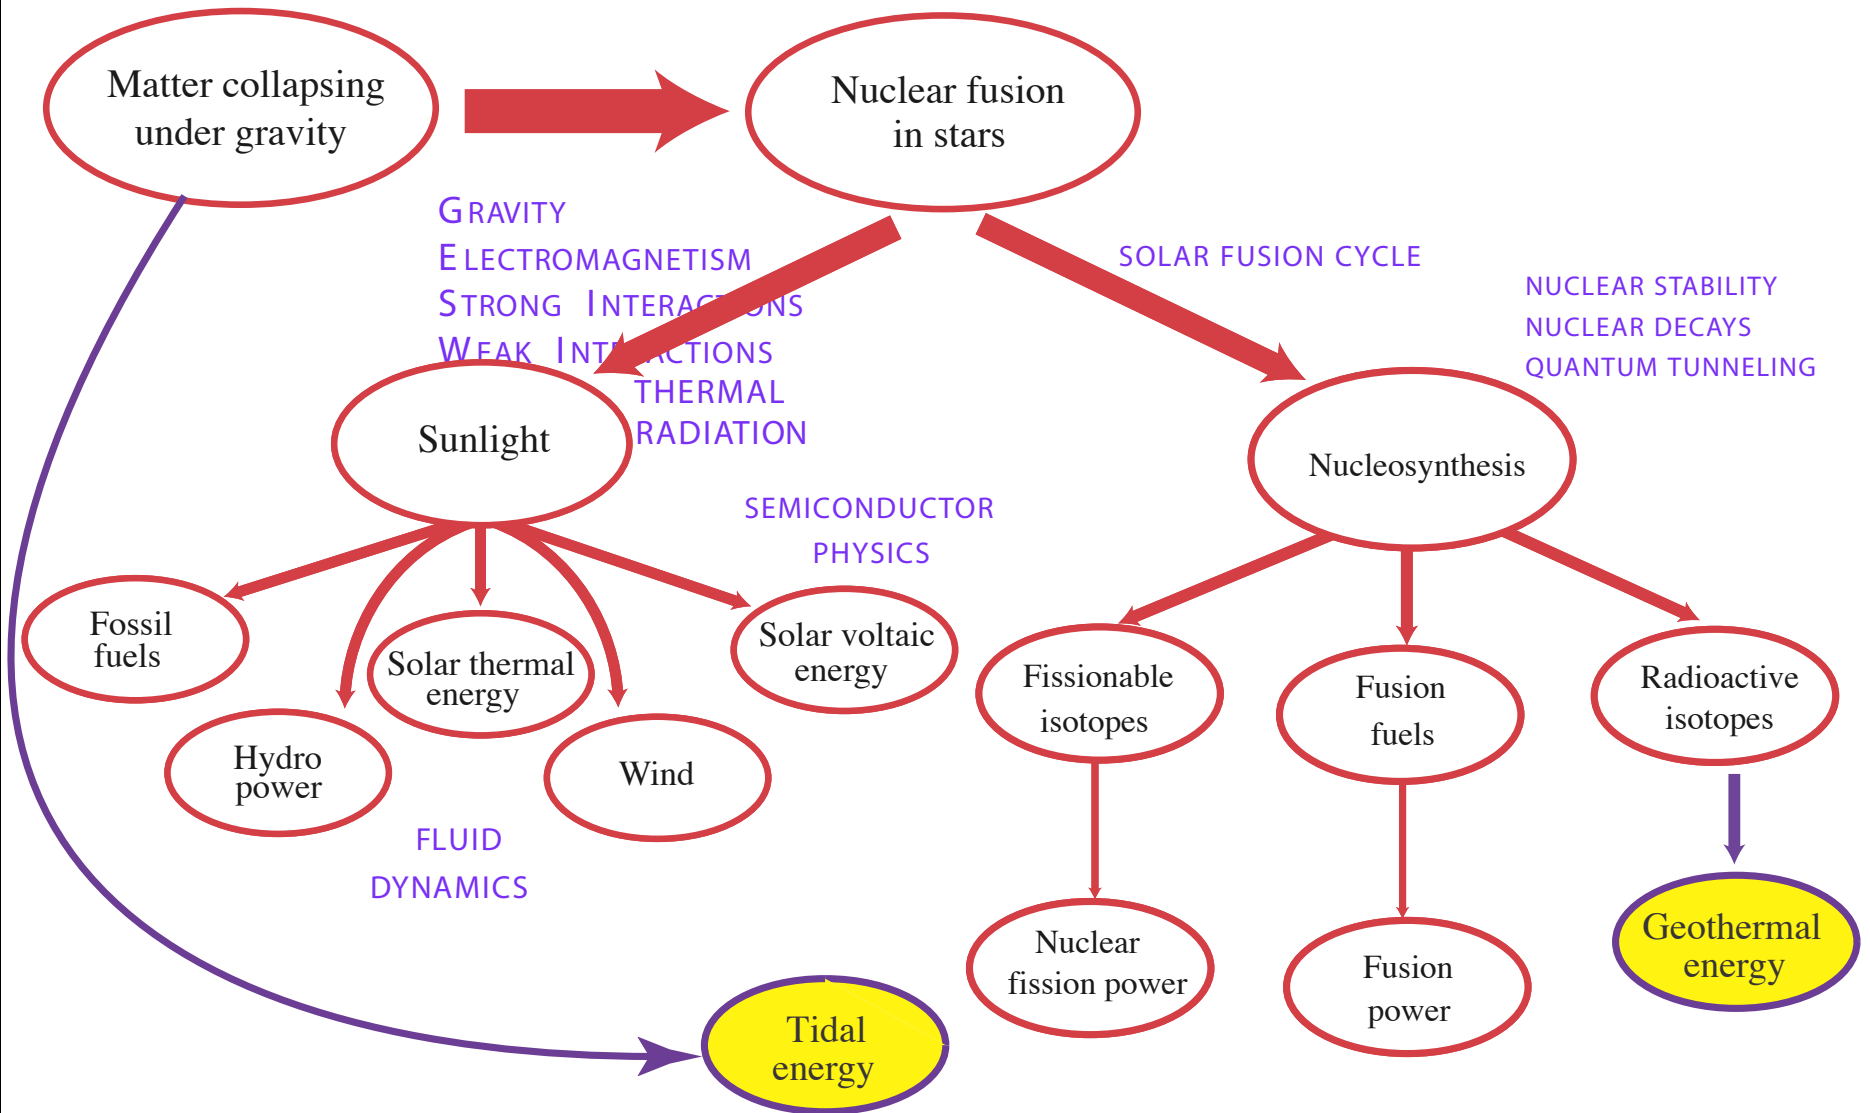 Matter collapsing
under gravity
Nuclear fusion
in stars
GRAVITY
ELECTROMAGNETISM
STRONG INTERACTIONS
WEAK INTERACTIONS
THERMAL
RADIATION
SOLAR FUSION CYCLE
NUCLEAR STABILITY
NUCLEAR DECAYS
QUANTUM TUNNELING
Sunlight
Nucleosynthesis
SEMICONDUCTOR
PHYSICS
Fossil
fuels
Hydro
power
Solar thermal
energy
Wind
Solar voltaic
energy
FLUID
DYNAMICS
Fissionable
isotopes
Fusion
fuels
Radioactive
isotopes
Nuclear
fission power
Fusion
power
Geothermal
energy
Tidal
energy